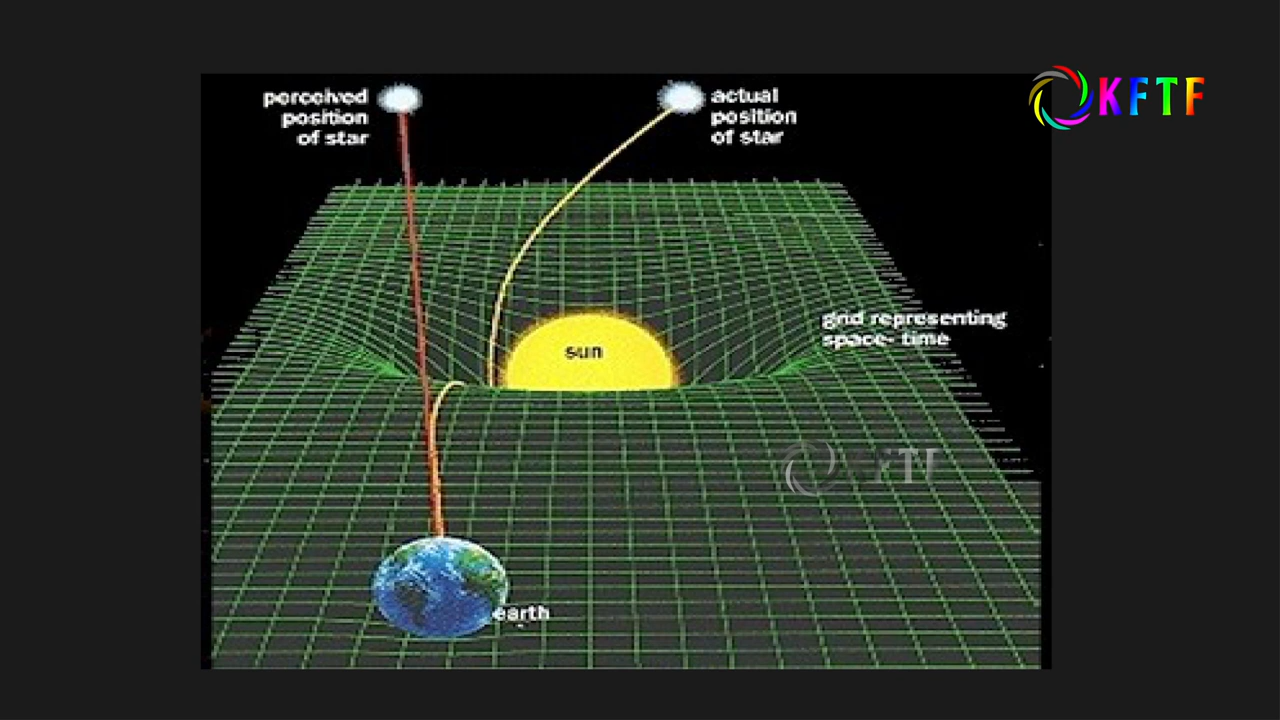 KFTF
perceived
position
of star
actual
position
of star
grid representing
space- time
sun
earth